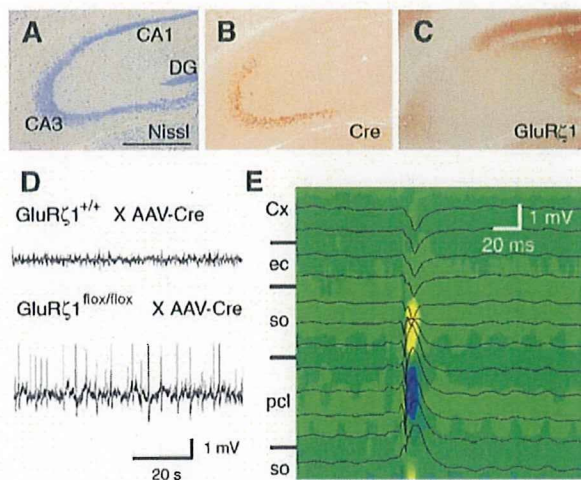 A
CA1
DG
CA3
Nissl
B
Cre
C
GluRζ1
D
GluRζ1+/+ X AAV-Cre
GluRζ1flox/flox X AAV-Cre
1 mV
20 s
E
Cx
ec
so
pcl
so
1 mV
20 ms